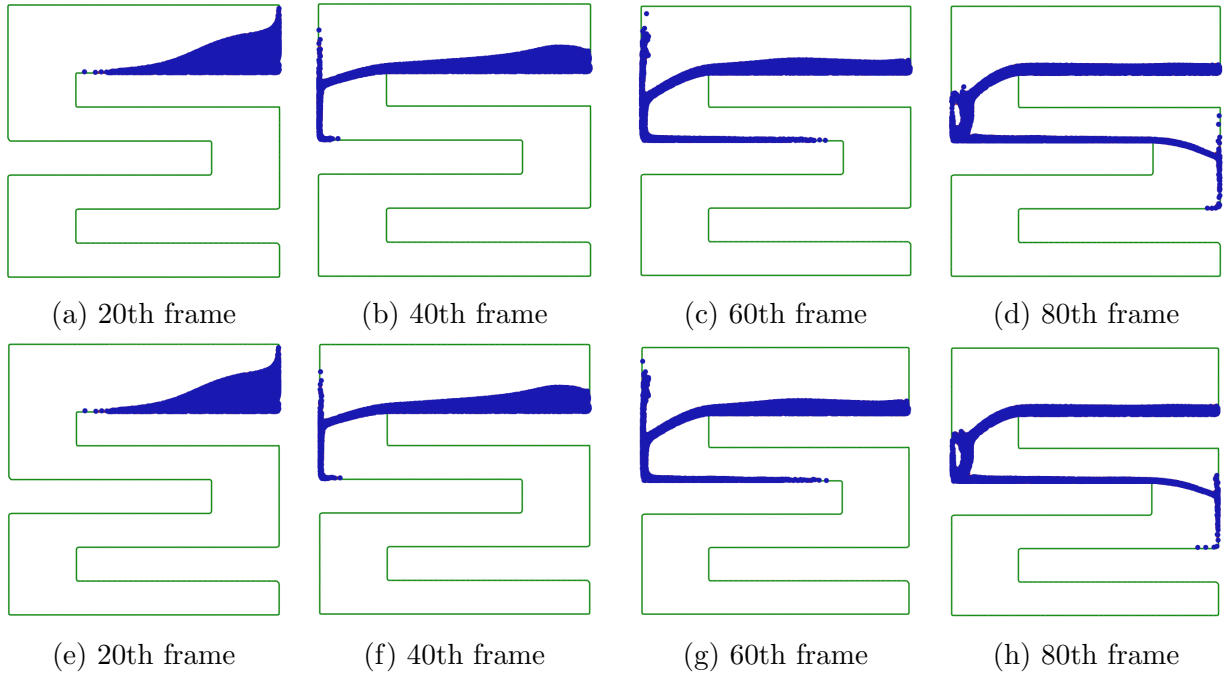 (a) 20th frame
(b) 40th frame
(c) 60th frame
(d) 80th frame
(e) 20th frame
(f) 40th frame
(g) 60th frame
(h) 80th frame